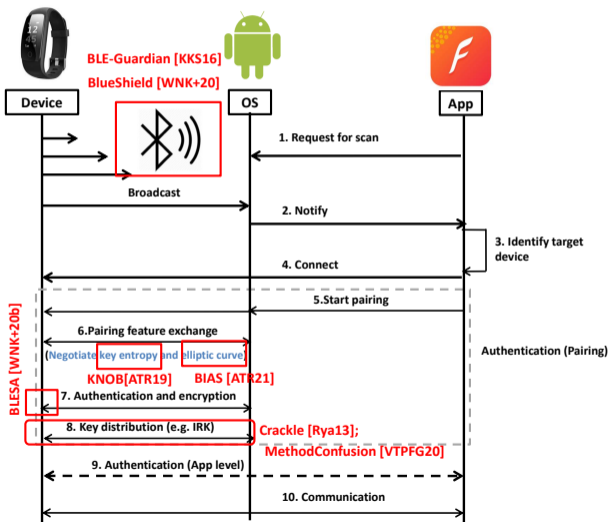 BLE-Guardian [KKS16]
BlueShield [WNK+20]
Device
OS
App
1. Request for scan
Broadcast
2. Notify
3. Identify target
device
4. Connect
5.Start pairing
6.Pairing feature exchange
(Negotiate key entropy and elliptic curve)
KNOB[ATR19]
BIAS [ATR21]
Authentication (Pairing)
BLESA [WNK+20b]
7. Authentication and encryption
8. Key distribution (e.g. IRK)
Crackle [Rya13];
MethodConfusion [VTPFG20]
9. Authentication (App level)
10. Communication